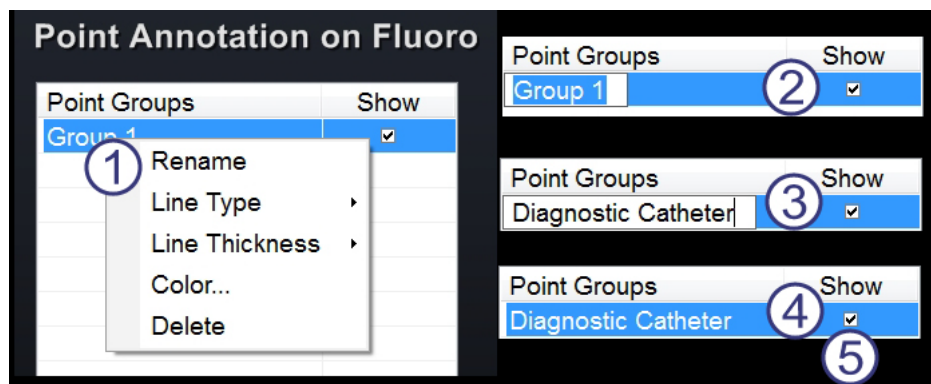 Point Annotation on Fluoro
Point Groups Show
Group 1
1
Rename
Line Type
Line Thickness
Color...
Delete
Point Groups Show
Group 1
2
Point Groups Show
Diagnostic Catheter
3
Point Groups Show
Diagnostic Catheter
4
5